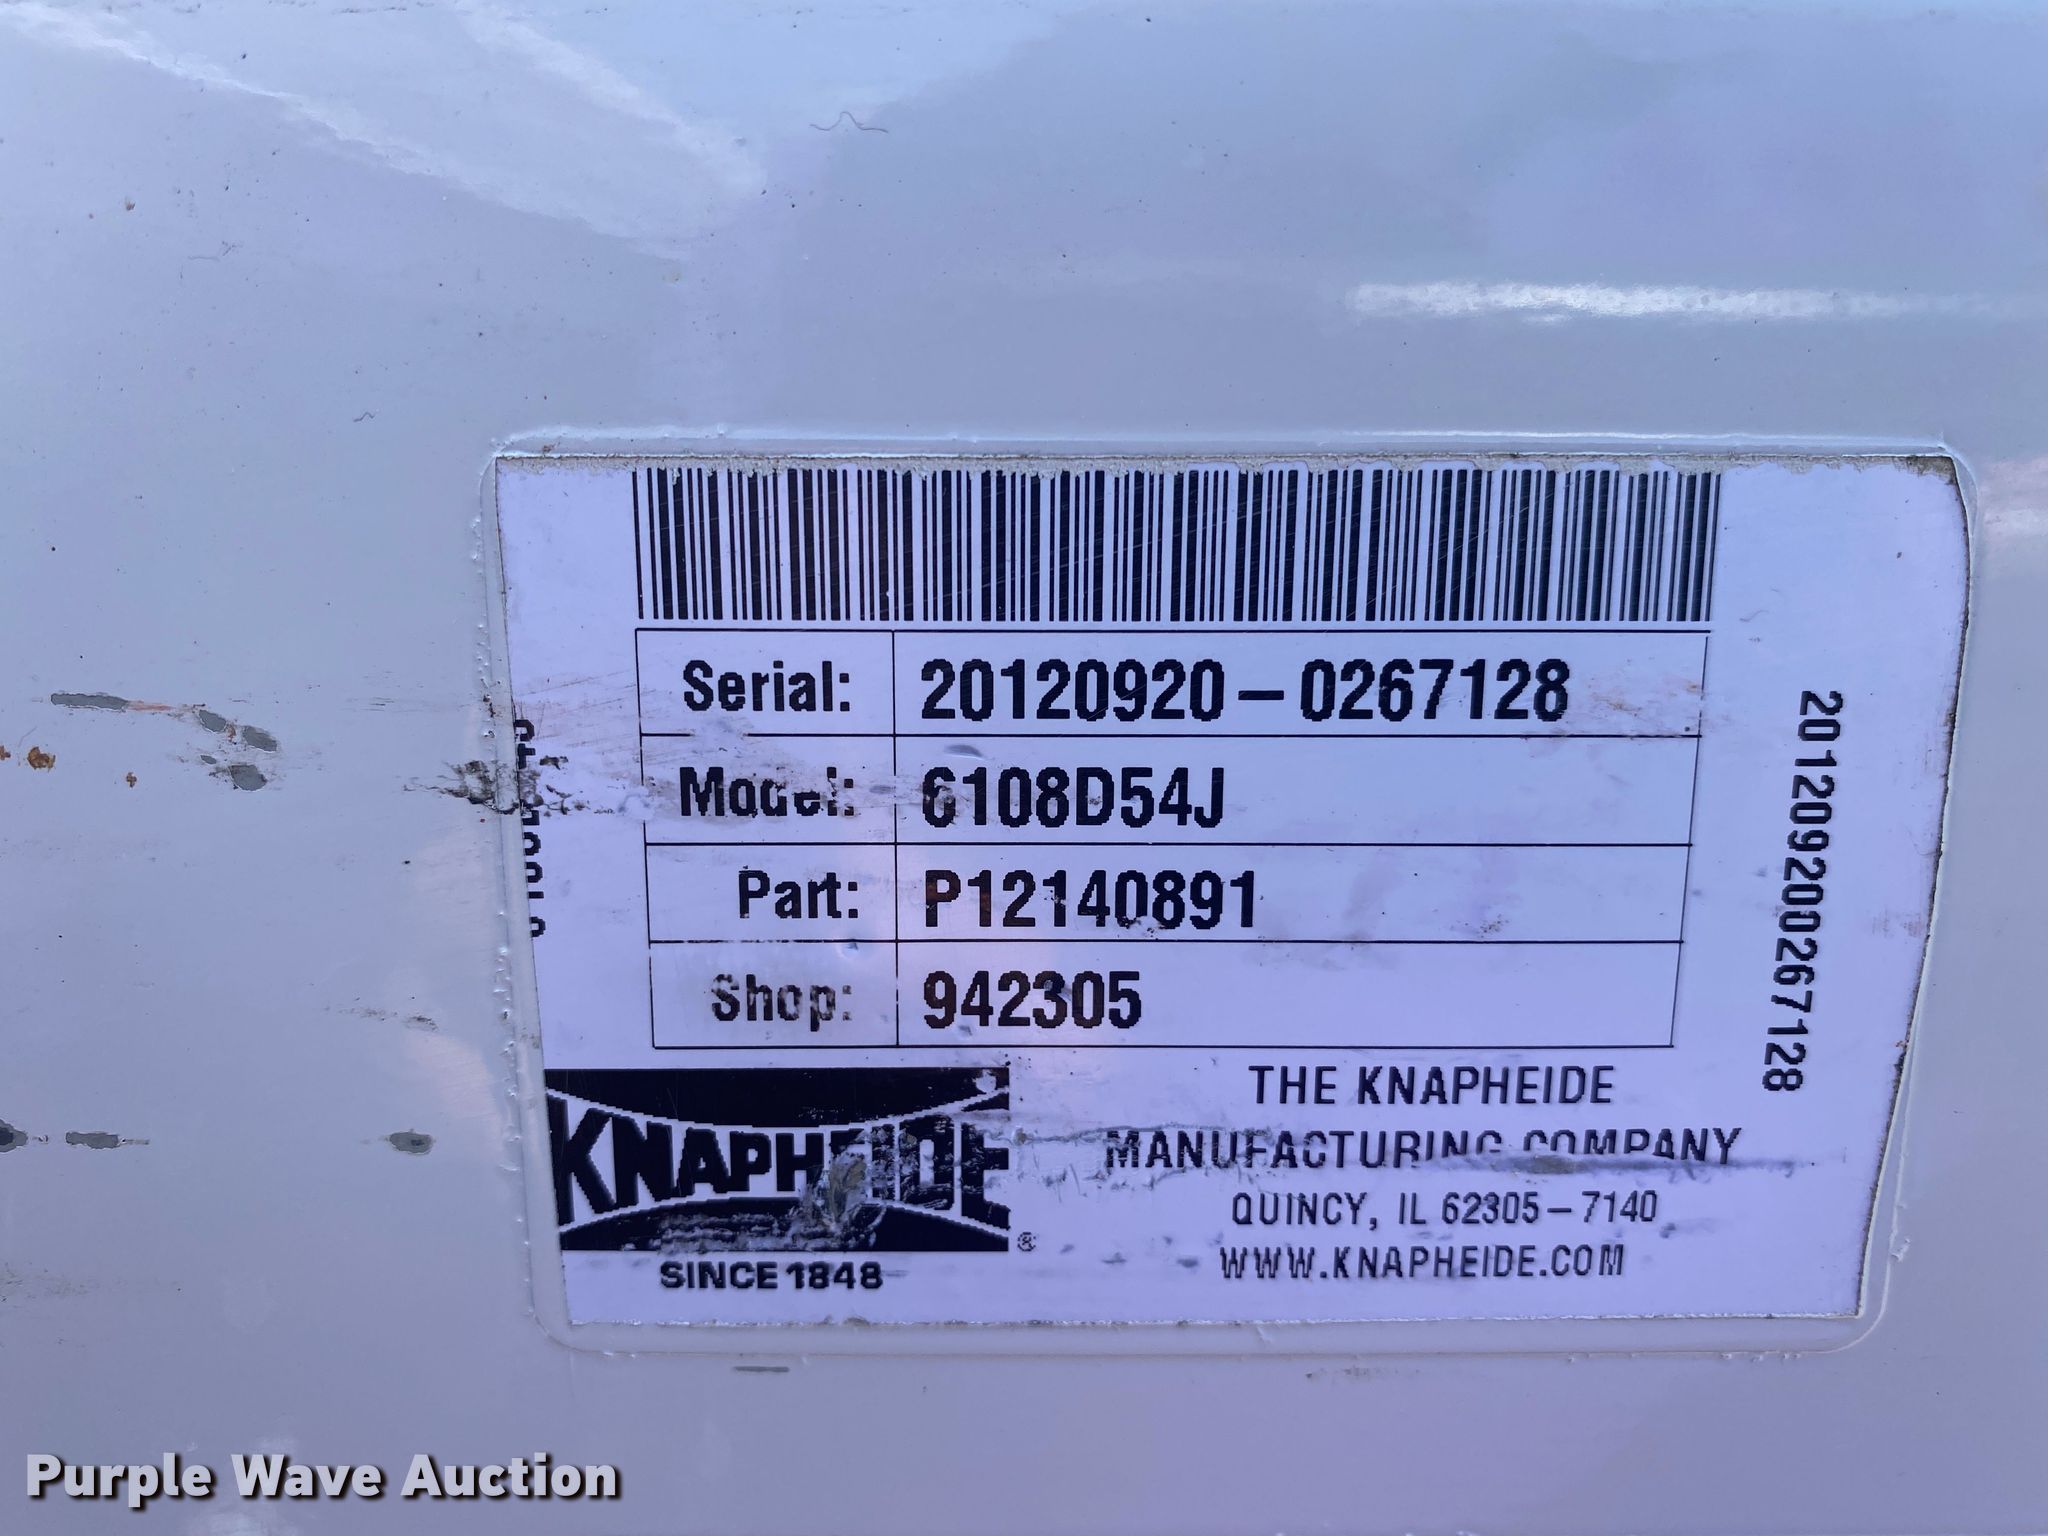 Serial: 20120920-0267128
Model: 6108D54J
Part: P12140891
Shop: 942305
201209200267128
KNAPHEIDE
®
SINCE 1848
THE KNAPHEIDE
MANUFACTURING COMPANY
QUINCY, IL 62305-7140
WWW.KNAPHEIDE.COM
Purple Wave Auction